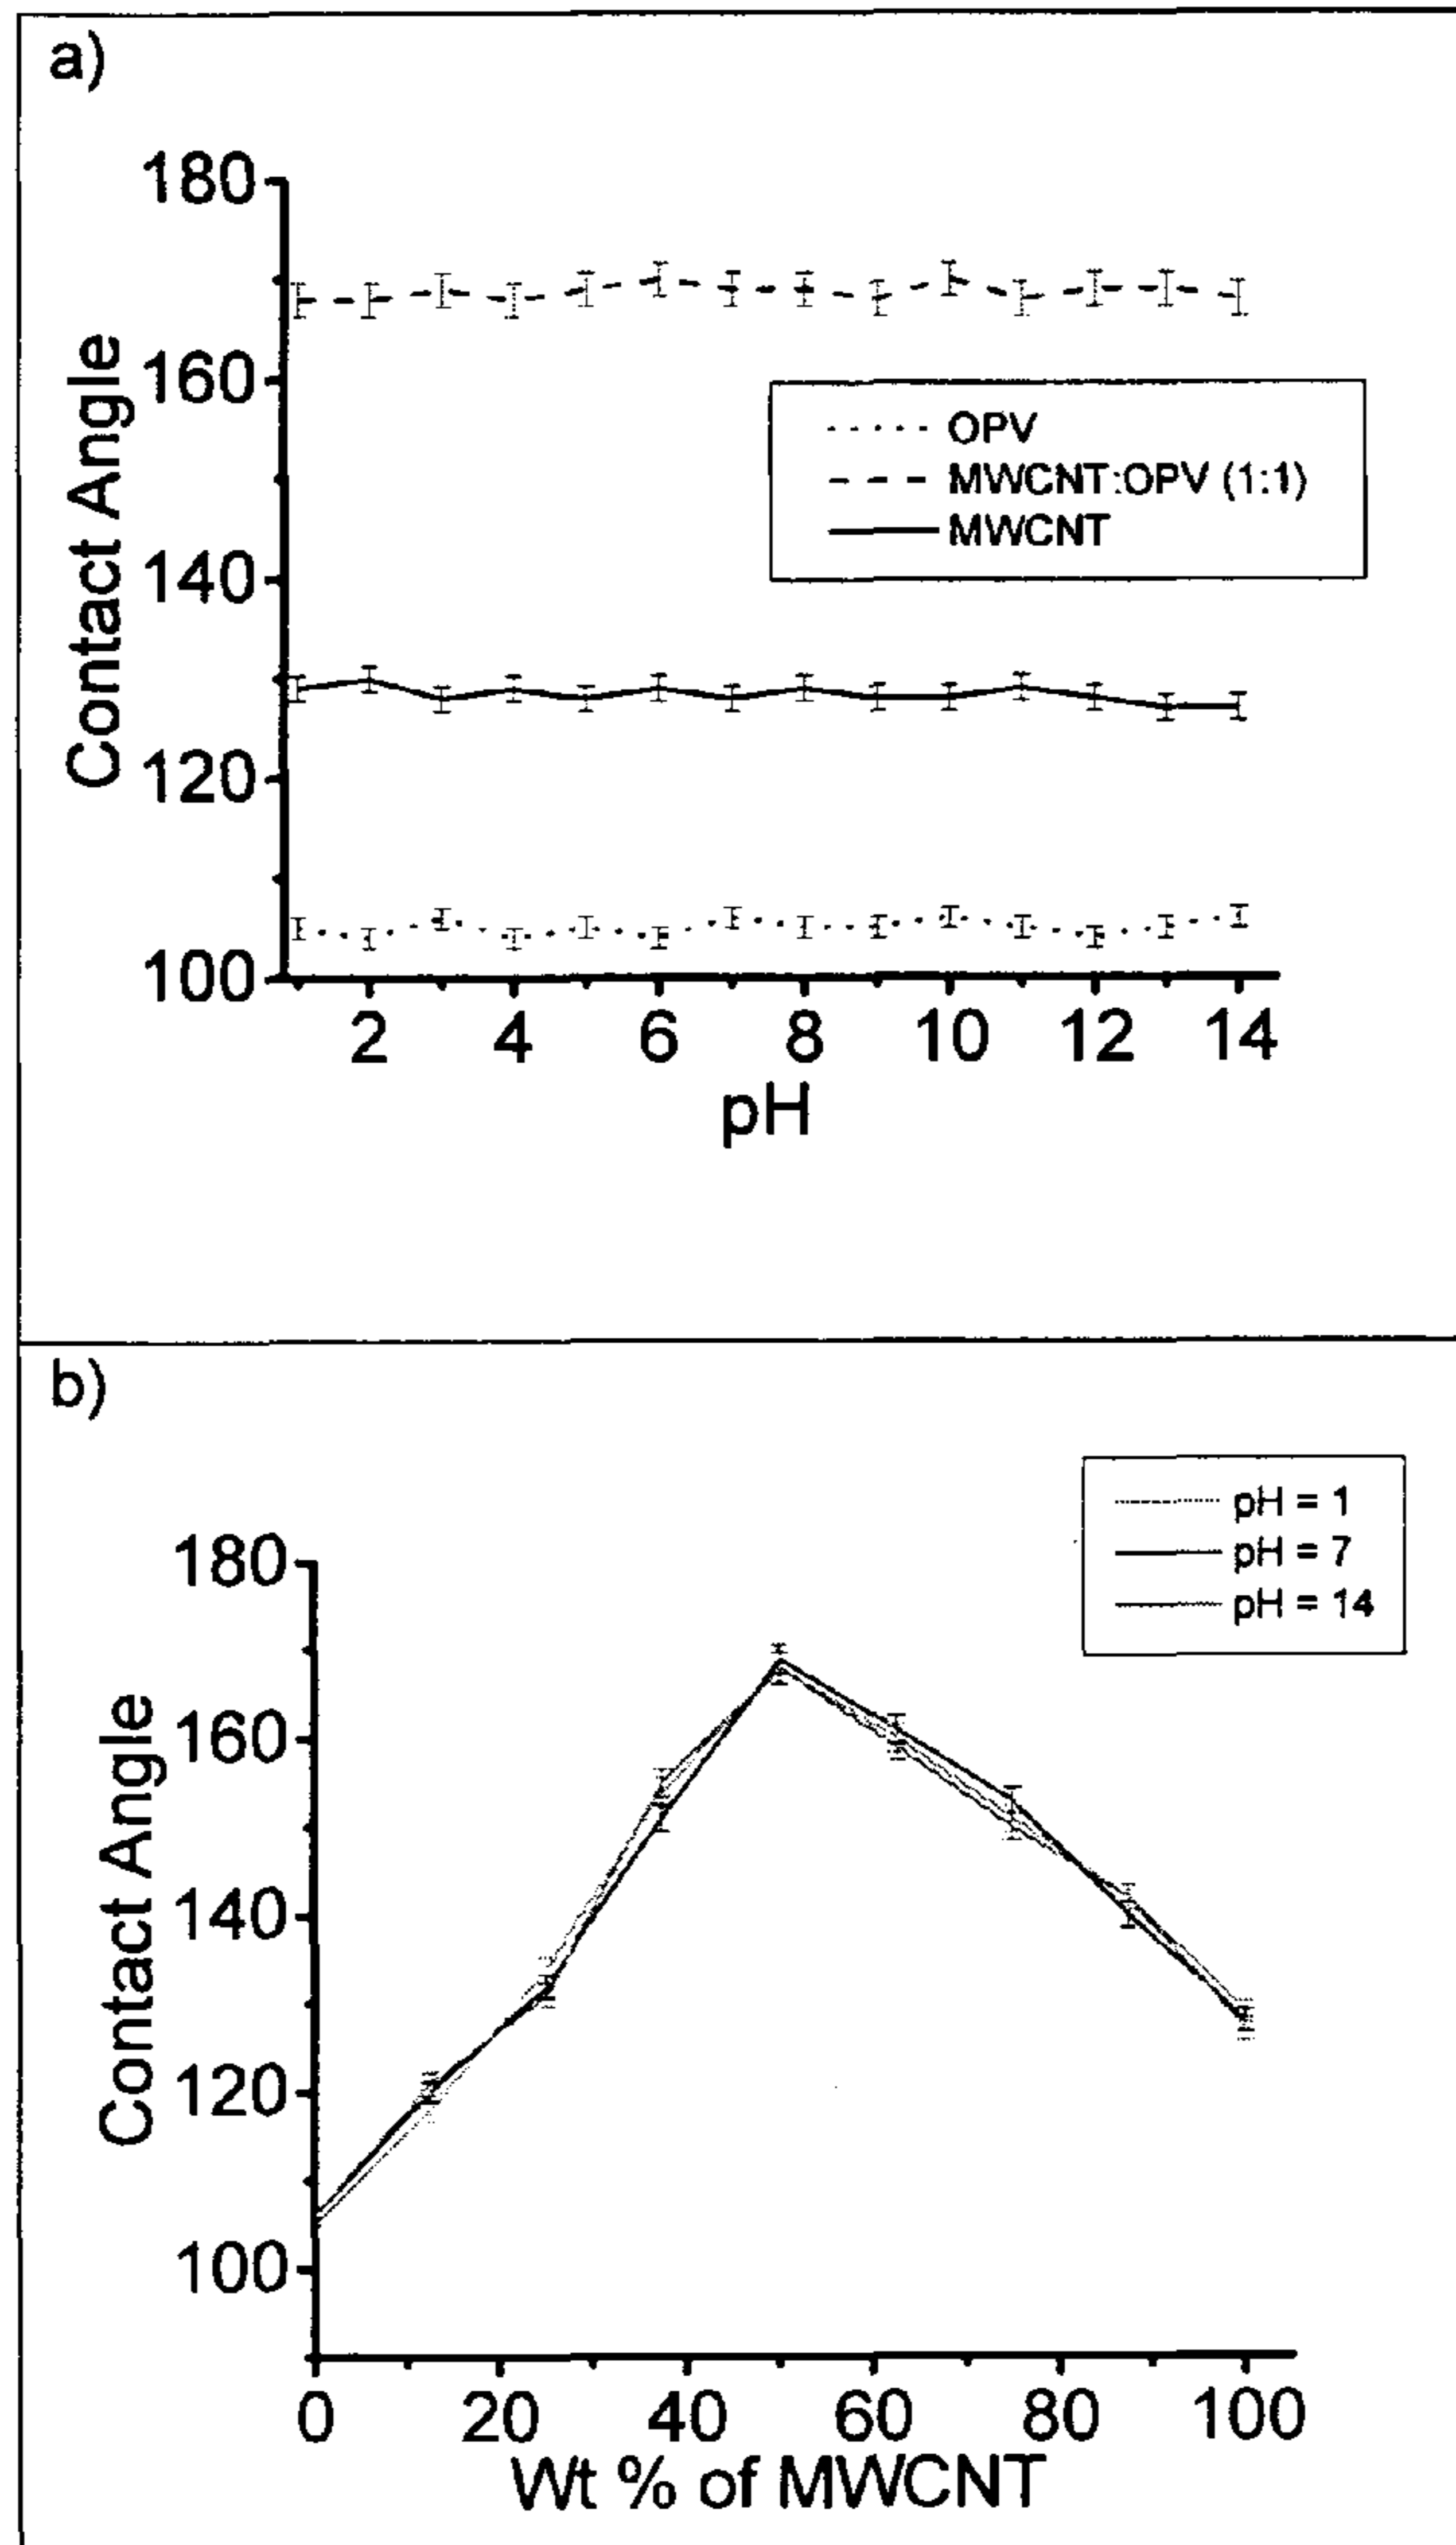 a)
180
160
140
120
100
Contact Angle
OPV
MWCNT:OPV (1:1)
MWCNT
2 4 6 8 10 12 14
pH
b)
pH = 1
pH = 7
pH = 14
180
160
140
120
100
Contact Angle
0 20 40 60 80 100
Wt % of MWCNT